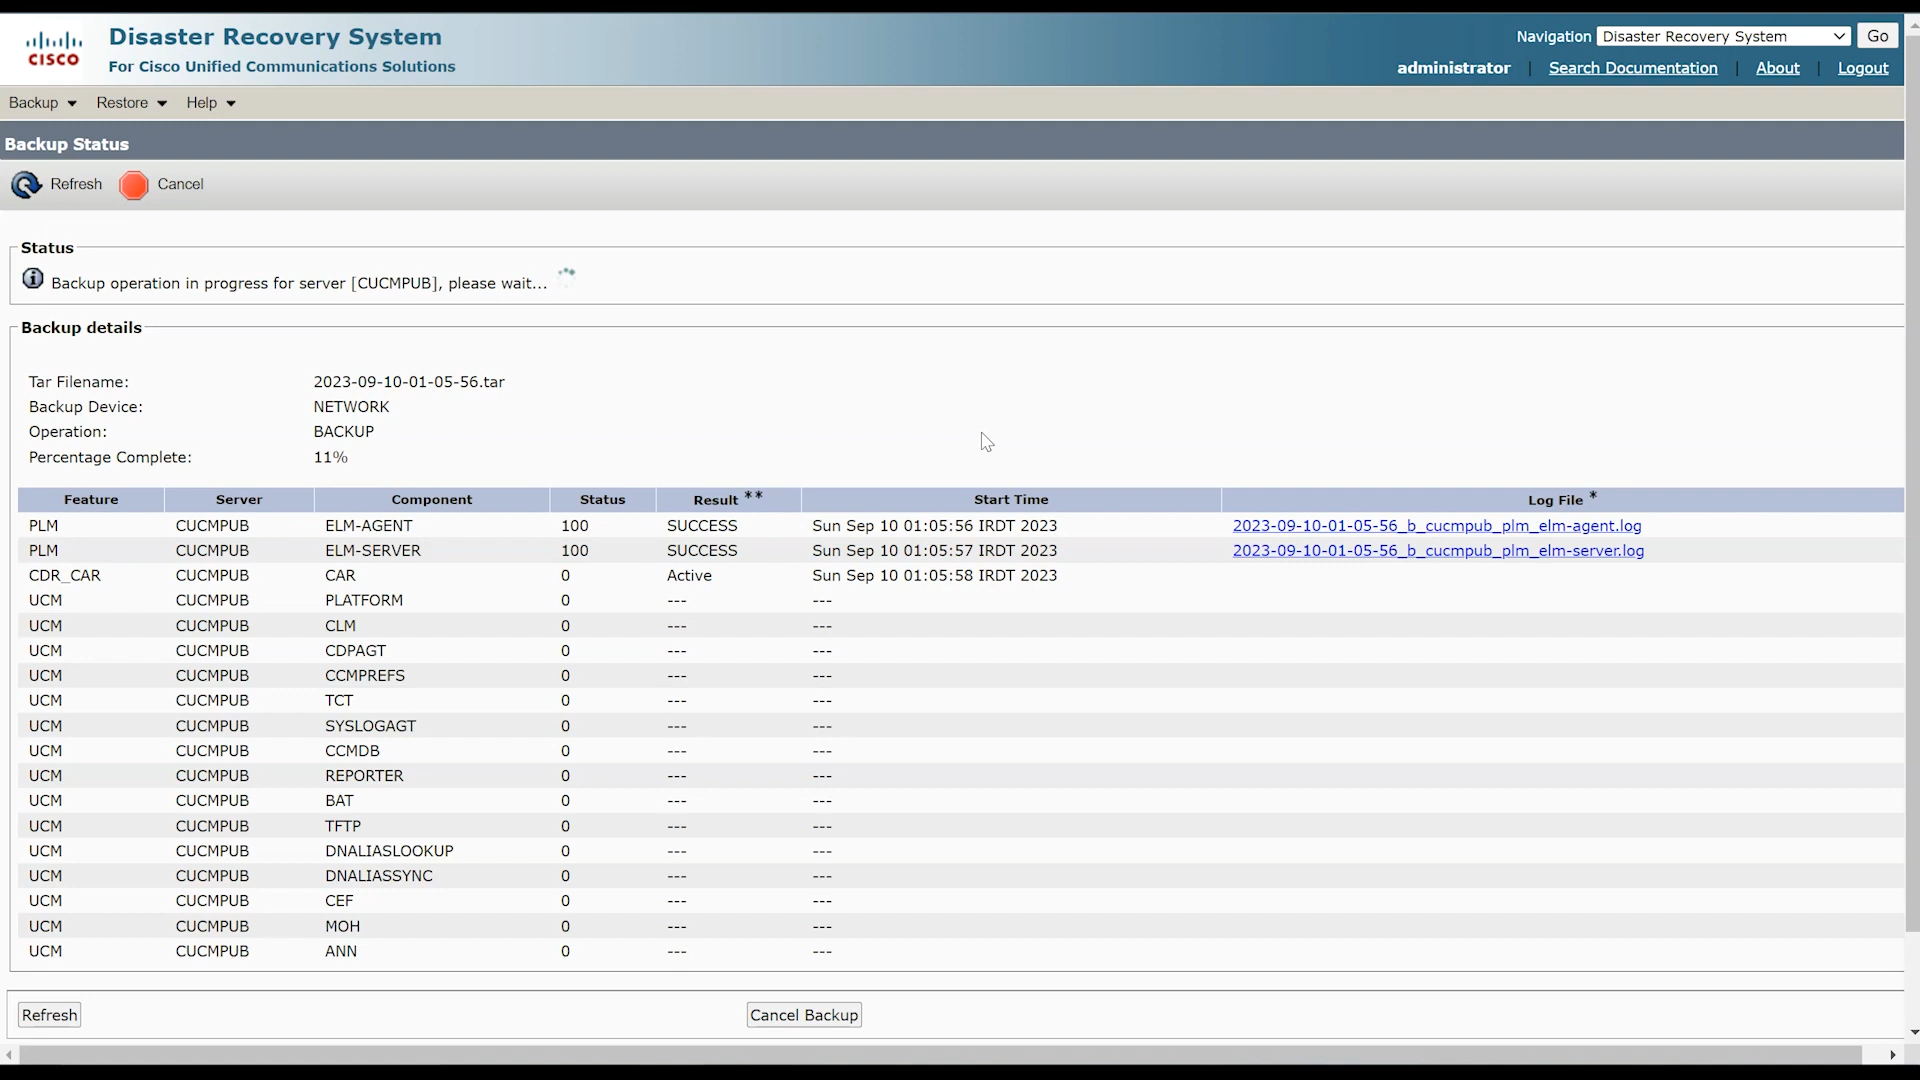 Disaster Recovery System
For Cisco Unified Communications Solutions
CISCO
Navigation Disaster Recovery System Go
administrator | Search Documentation | About | Logout
Backup Restore Help
Backup Status
Refresh Cancel
Status
Backup operation in progress for server [CUCMPUB], please wait...
Backup details
Tar Filename: 2023-09-10-01-05-56.tar
Backup Device: NETWORK
Operation: BACKUP
Percentage Complete: 11%
Feature Server Component Status Result ** Start Time Log File *
PLM CUCMPUB ELM-AGENT 100 SUCCESS Sun Sep 10 01:05:56 IRDT 2023 2023-09-10-01-05-56_b_cucmpub_plm_elm-agent.log
PLM CUCMPUB ELM-SERVER 100 SUCCESS Sun Sep 10 01:05:57 IRDT 2023 2023-09-10-01-05-56_b_cucmpub_plm_elm-server.log
CDR_CAR CUCMPUB CAR 0 Active Sun Sep 10 01:05:58 IRDT 2023
UCM CUCMPUB PLATFORM 0 --- ---
UCM CUCMPUB CLM 0 --- ---
UCM CUCMPUB CDPAGT 0 --- ---
UCM CUCMPUB CCMPREFS 0 --- ---
UCM CUCMPUB TCT 0 --- ---
UCM CUCMPUB SYSLOGAGT 0 --- ---
UCM CUCMPUB CCMDB 0 --- ---
UCM CUCMPUB REPORTER 0 --- ---
UCM CUCMPUB BAT 0 --- ---
UCM CUCMPUB TFTP 0 --- ---
UCM CUCMPUB DNALIASLOOKUP 0 --- ---
UCM CUCMPUB DNALIASSYNC 0 --- ---
UCM CUCMPUB CEF 0 --- ---
UCM CUCMPUB MOH 0 --- ---
UCM CUCMPUB ANN 0 --- ---
Refresh Cancel Backup